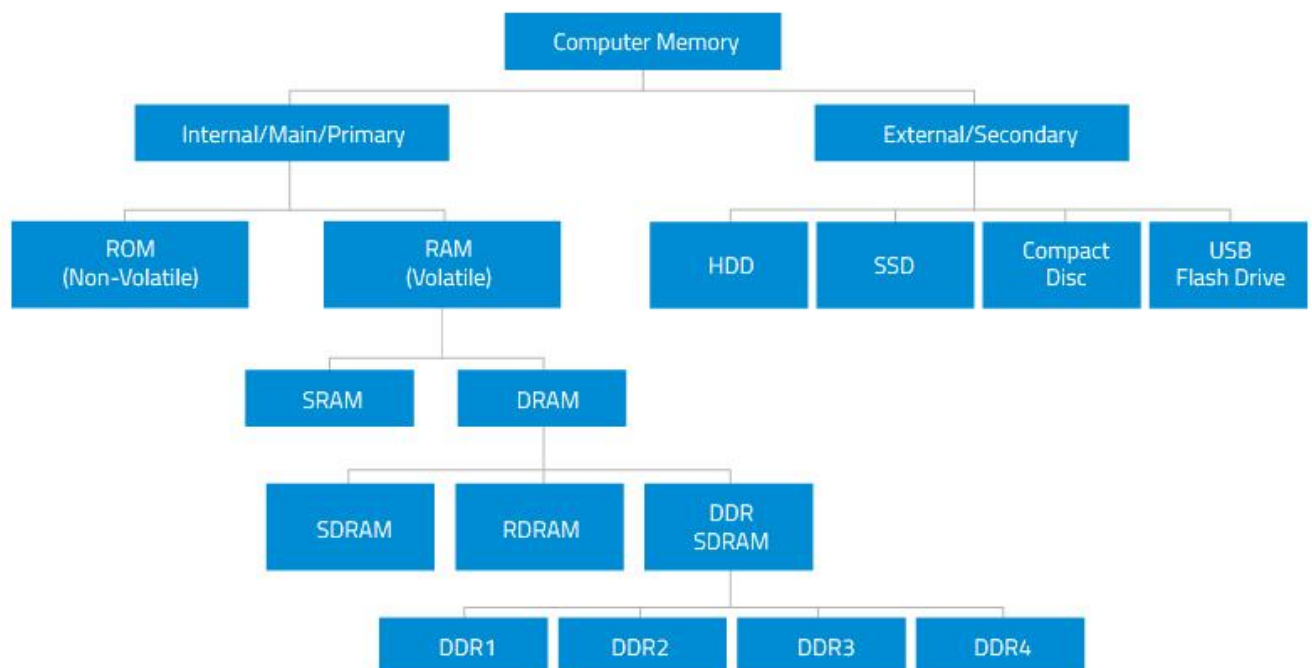 Computer Memory
Internal/Main/Primary
External/Secondary
ROM
(Non-Volatile)
RAM
(Volatile)
HDD
SSD
Compact
Disc
USB
Flash Drive
SRAM
DRAM
SDRAM
RDRAM
DDR
SDRAM
DDR1
DDR2
DDR3
DDR4